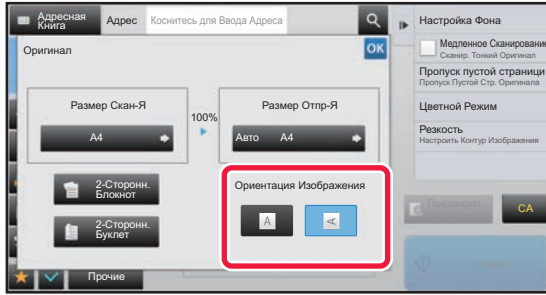 Адресная
Книга
Адрес
Коснитесь для Ввода Адреса
Настройка Фона
Оригинал
OK
Медленное Сканирование
Сканир. Тонкий Оригинал
Пропуск пустой страници
Пропуск Пустой Стр. Оригинала
Размер Скан-Я
100%
Размер Отпр-Я
Цветной Режим
A4
Авто A4
Резкость
Настроить Контур Изображения
2-Сторонн.
Блокнот
Ориентация Изображения
A
A
CA
2-Сторонн.
Буклет
Прочие